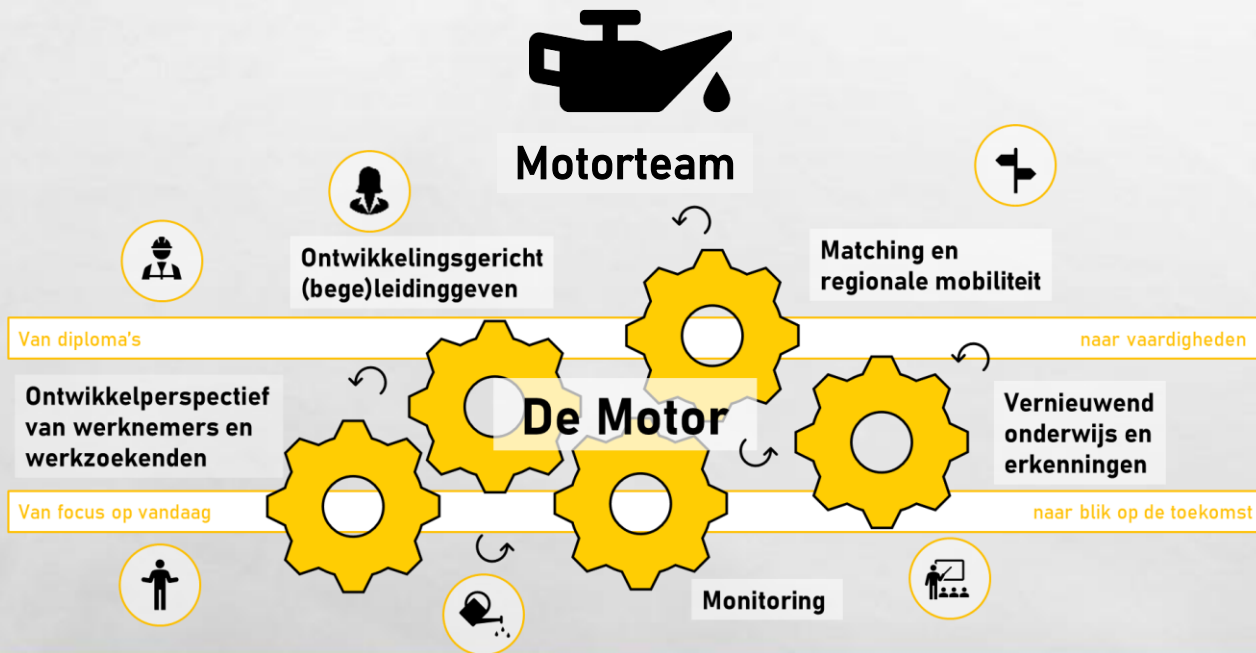 Motorteam
Ontwikkelingsgericht
(bege)leidinggeven
Matching en
regionale mobiliteit
Van diploma's
naar vaardigheden
Ontwikkelperspectief
van werknemers en
werkzoekenden
De Motor
Vernieuwend
onderwijs en
erkenningen
Van focus op vandaag
naar blik op de toekomst
Monitoring